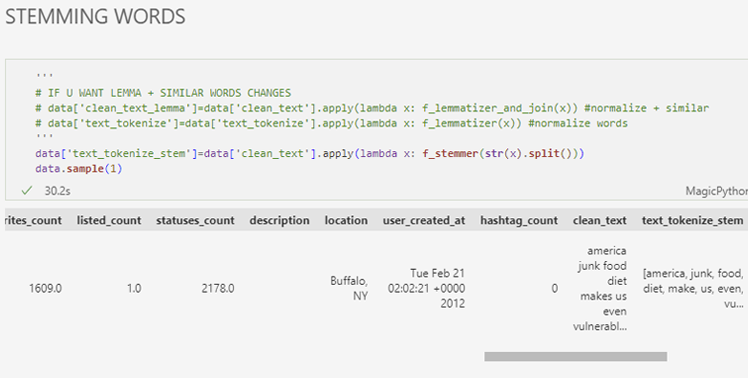 STEMMING WORDS
'''
# IF U WANT LEMMA + SIMILAR WORDS CHANGES
# data['clean_text_lemma']=data['clean_text'].apply(lambda x: f_lemmatizer_and_join(x)) #normalize + similar
# data['text_tokenize']=data['text_tokenize'].apply(lambda x: f_lemmatizer(x)) #normalize words
'''
data['text_tokenize_stem']=data['clean_text'].apply(lambda x: f_stemmer(str(x).split()))
data.sample(1)
✓ 30.2s MagicPython
rites_count listed_count statuses_count description location user_created_at hashtag_count clean_text text_tokenize_stem
america
junk food [america, junk, food,
Buffalo, Tue Feb 21 diet
1609.0 1.0 2178.0 NY 02:02:21 +0000 0 makes us diet, make, us, even,
2012 even vu...
vulnerabl...